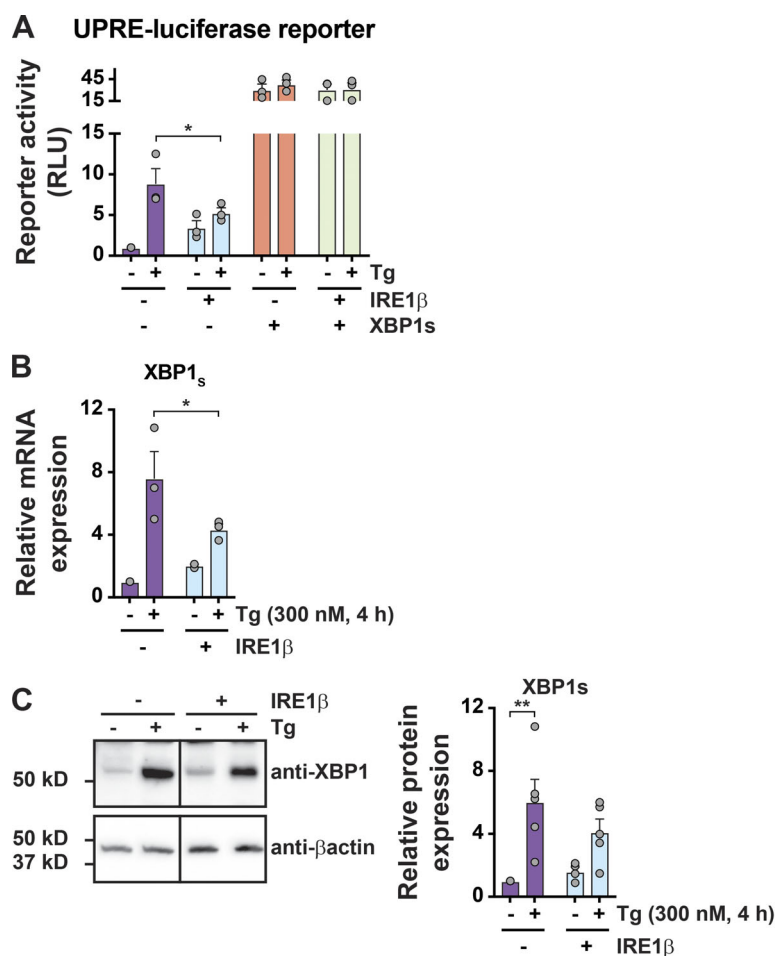 A UPRE-luciferase reporter
Reporter activity
(RLU)
45
15
15
10
5
0
- + - + - + - + Tg
- + - + IRE1β
- - + + XBP1s
B
XBP1s
Relative mRNA
expression
12
8
4
0
*
*
- + - + Tg (300 nM, 4 h)
- + IRE1β
C
- + IRE1β
- + - + Tg
50 kD
anti-XBP1
50 kD
37 kD
anti-βactin
XBP1s
Relative protein
expression
12
8
4
0
**
- + - + Tg (300 nM, 4 h)
- + IRE1β